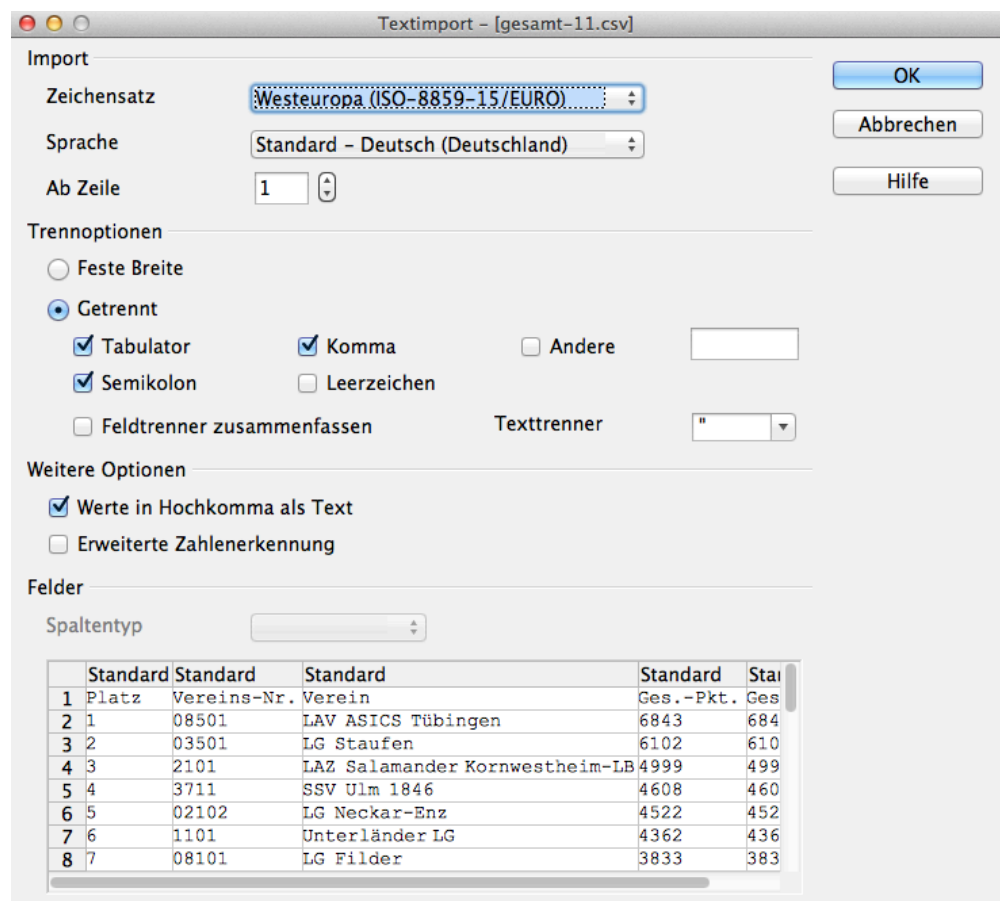 Textimport – [gesamt-11.csv]
Import
OK
Zeichensatz Westeuropa (ISO-8859-15/EURO)
Abbrechen
Sprache Standard – Deutsch (Deutschland)
Ab Zeile 1
Hilfe
Trennoptionen
Feste Breite
Getrennt
Tabulator Komma Andere
Semikolon Leerzeichen
Feldtrenner zusammenfassen Texttrenner "
Weitere Optionen
Werte in Hochkomma als Text
Erweiterte Zahlenerkennung
Felder
Spaltentyp
Standard Standard Standard Standard Sta
1 Platz Vereins-Nr. Verein Ges.-Pkt. Ges
2 1 08501 LAV ASICS Tübingen 6843 684
3 2 03501 LG Staufen 6102 610
4 3 2101 LAZ Salamander Kornwestheim-LB 4999 499
5 4 3711 SSV Ulm 1846 4608 460
6 5 02102 LG Neckar-Enz 4522 452
7 6 1101 Unterländer LG 4362 436
8 7 08101 LG Filder 3833 383